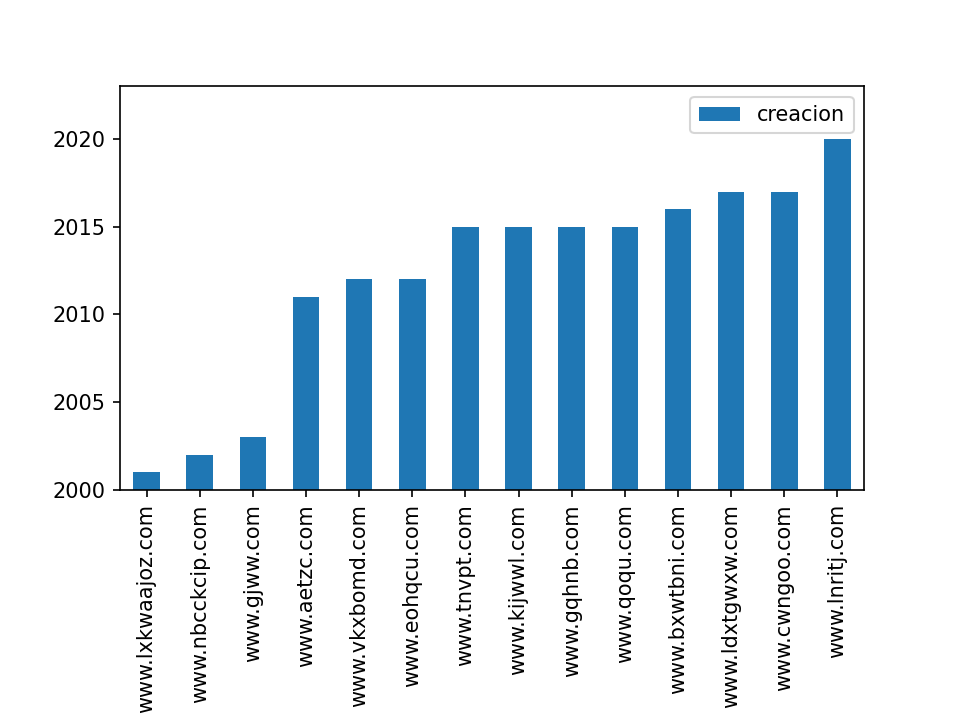 creacion
2020
2015
2010
2005
2000
www.lxkwaajoz.com
www.nbcckcip.com
www.gjww.com
www.aetzc.com
www.vkxbomd.com
www.eohqcu.com
www.tnvpt.com
www.kijwwl.com
www.gqhnb.com
www.qoqu.com
www.bxwtbni.com
www.ldxtgwxw.com
www.cwngoo.com
www.lnritj.com